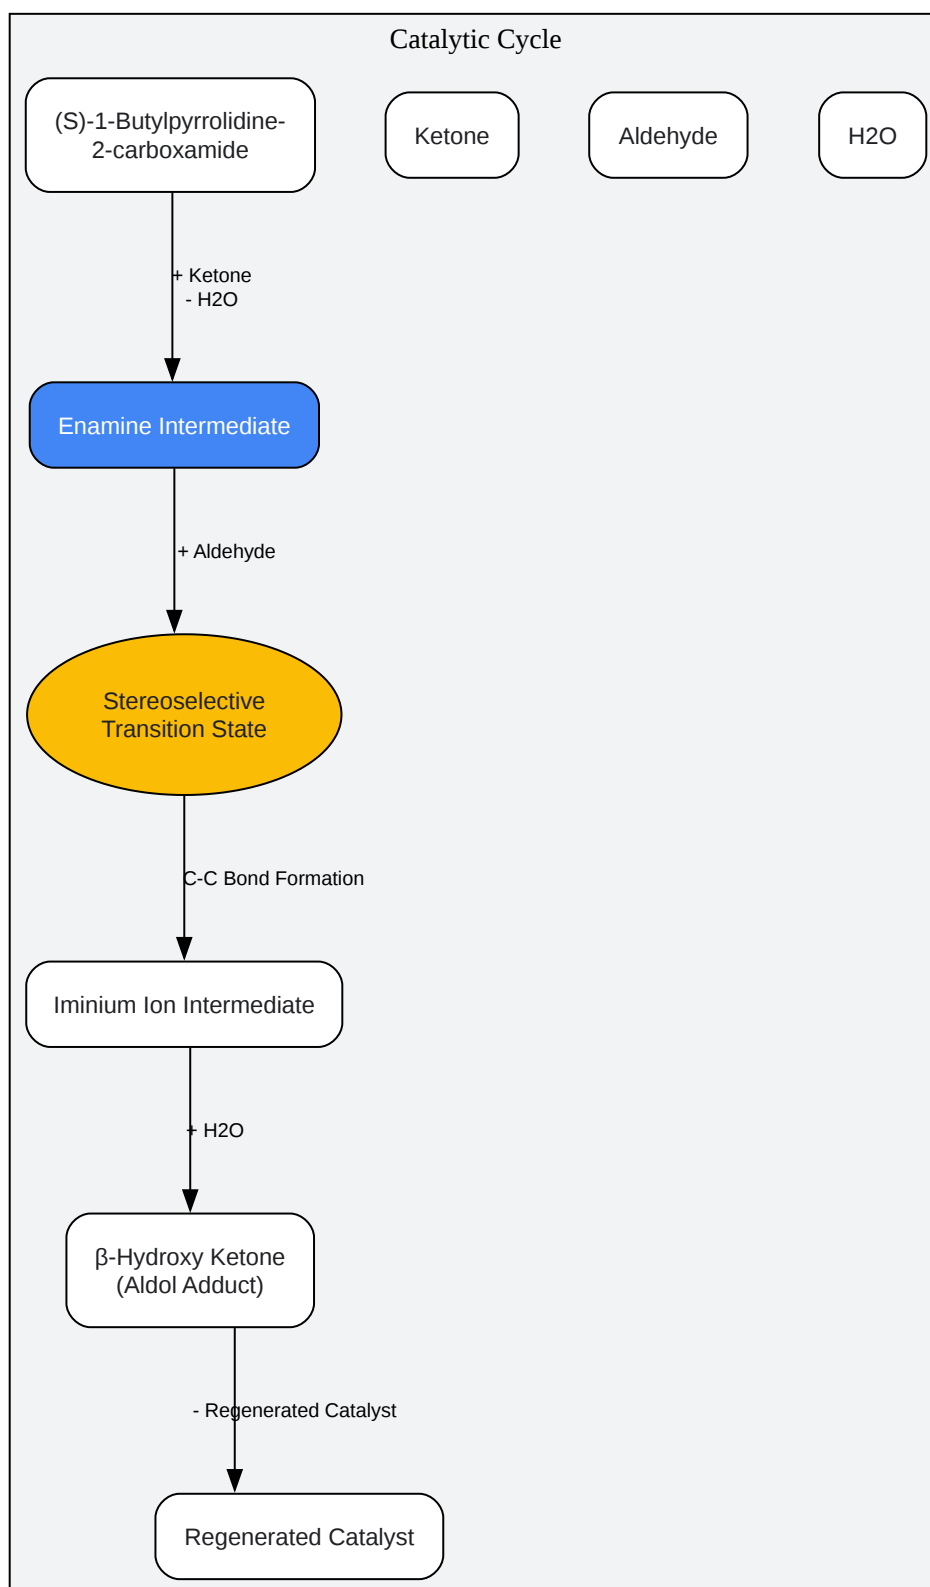 Catalytic Cycle
(S)-1-Butylpyrrolidine-
2-carboxamide
Ketone
Aldehyde
H2O
+ Ketone
- H2O
Enamine Intermediate
+ Aldehyde
Stereoselective
Transition State
C-C Bond Formation
Iminium Ion Intermediate
+ H2O
β-Hydroxy Ketone
(Aldol Adduct)
- Regenerated Catalyst
Regenerated Catalyst